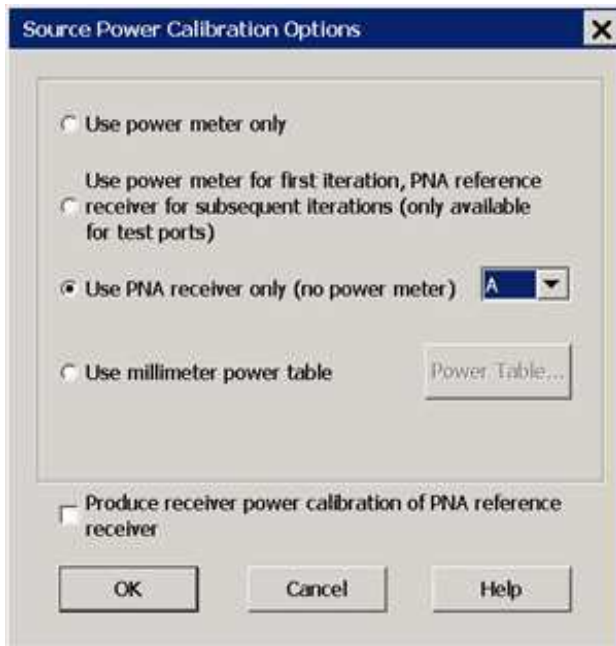 Source Power Calibration Options
Use power meter only
Use power meter for first iteration, PNA reference
receiver for subsequent iterations (only available
for test ports)
Use PNA receiver only (no power meter)
A
Use millimeter power table
Power Table...
Produce receiver power calibration of PNA reference
receiver
OK
Cancel
Help